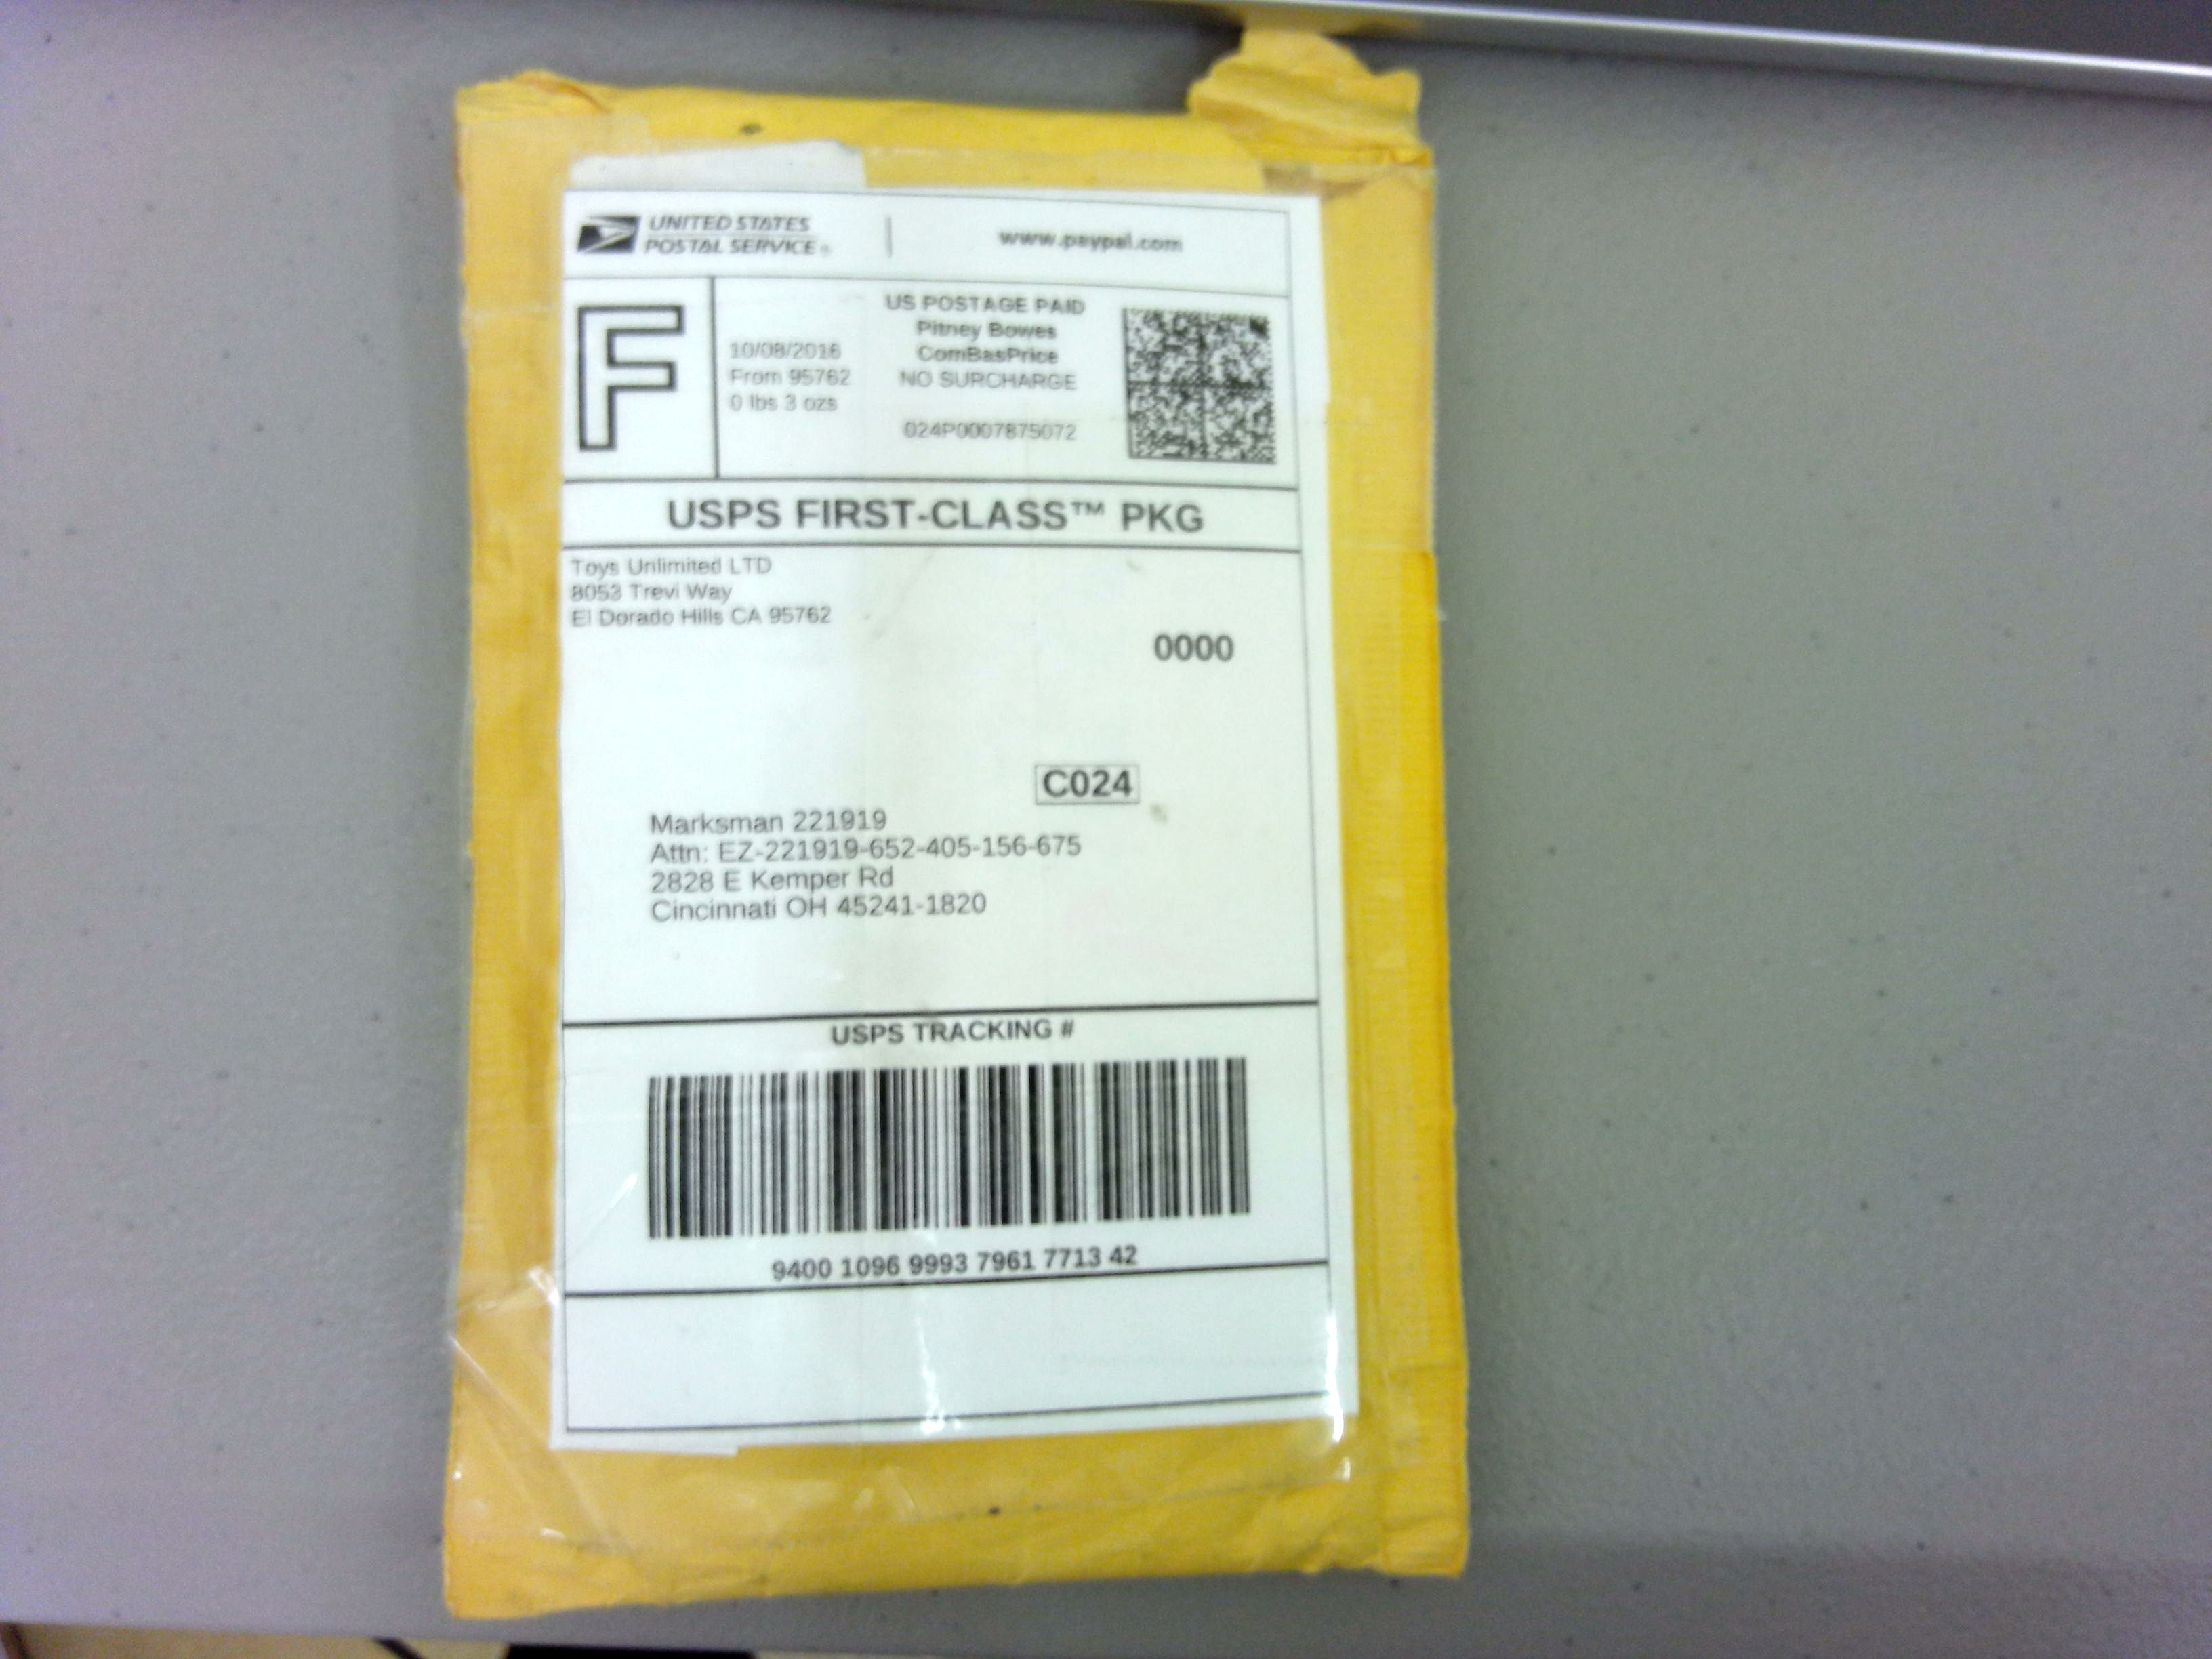 UNITED STATES
POSTAL SERVICE®
www.paypal.com
F
10/08/2016
From 95762
0 lbs 3 ozs
US POSTAGE PAID
Pitney Bowes
ComBasPrice
NO SURCHARGE
024P0007875072
USPS FIRST-CLASS™ PKG
Toys Unlimited LTD
8053 Trevi Way
El Dorado Hills CA 95762
0000
C024
Marksman 221919
Attn: EZ-221919-652-405-156-675
2828 E Kemper Rd
Cincinnati OH 45241-1820
USPS TRACKING #
9400 1096 9993 7961 7713 42